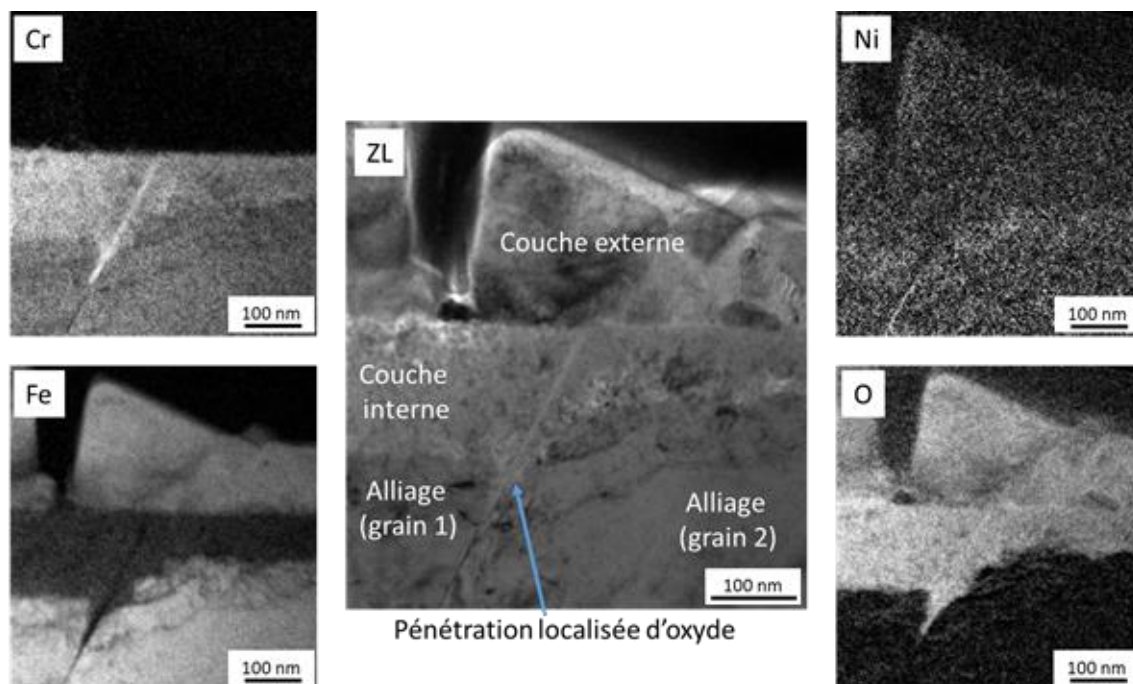 Cr
100 nm
Fe
100 nm
ZL
Couche externe
Couche
interne
Alliage
(grain 1)
Alliage
(grain 2)
100 nm
Pénétration localisée d'oxyde
Ni
100 nm
O
100 nm